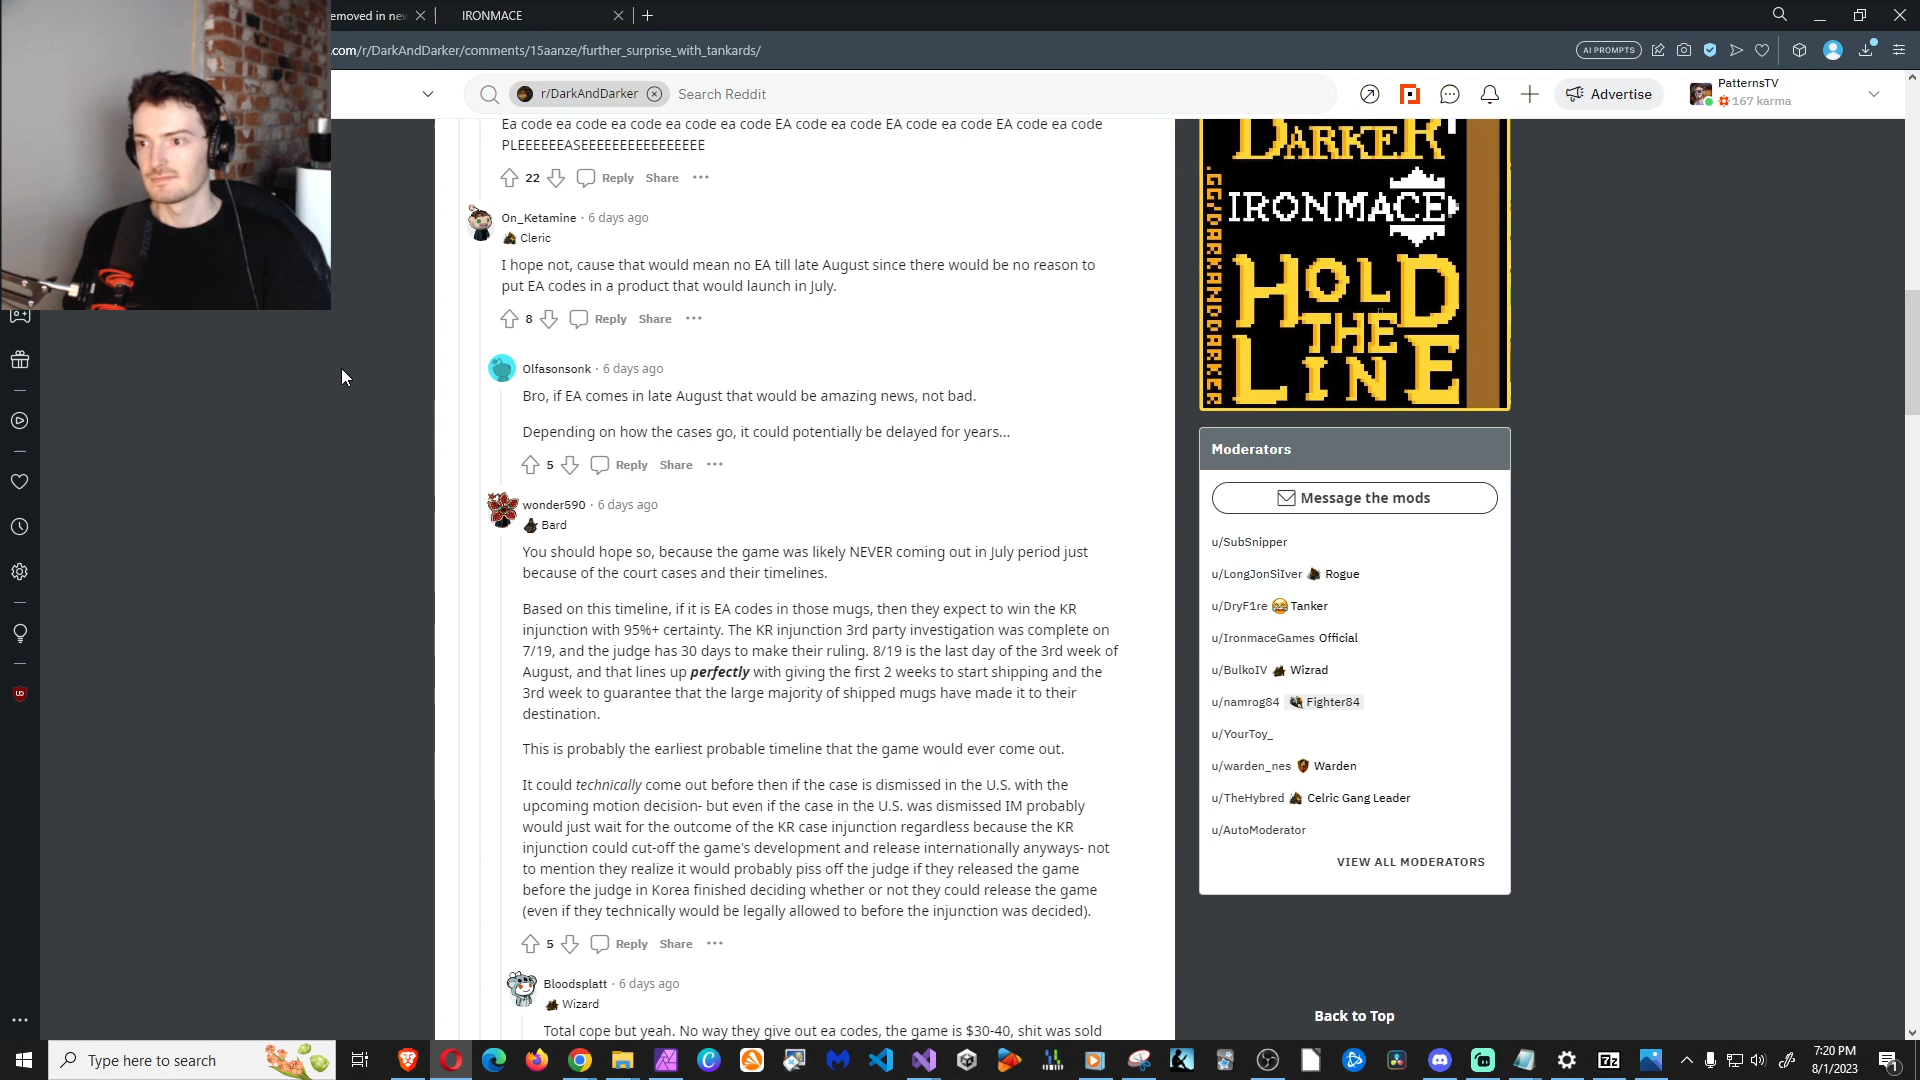 emoved in new
IRONMACE
.com/r/DarkAndDarker/comments/15aanze/further_surprise_with_tankards/
AI PROMPTS
r/DarkAndDarker
Search Reddit
Advertise
PatternsTV
167 karma
Ea code ea code ea code ea code ea code EA code ea code EA code ea code EA code ea code
PLEEEEEEASEEEEEEEEEEEEEEEE
22 Reply Share ...
On_Ketamine · 6 days ago
Cleric
I hope not, cause that would mean no EA till late August since there would be no reason to
put EA codes in a product that would launch in July.
8 Reply Share ...
Olfasonsonk · 6 days ago
Bro, if EA comes in late August that would be amazing news, not bad.
Depending on how the cases go, it could potentially be delayed for years...
5 Reply Share ...
wonder590 · 6 days ago
Bard
You should hope so, because the game was likely NEVER coming out in July period just
because of the court cases and their timelines.
Based on this timeline, if it is EA codes in those mugs, then they expect to win the KR
injunction with 95%+ certainty. The KR injunction 3rd party investigation was complete on
7/19, and the judge has 30 days to make their ruling. 8/19 is the last day of the 3rd week of
August, and that lines up perfectly with giving the first 2 weeks to start shipping and the
3rd week to guarantee that the large majority of shipped mugs have made it to their
destination.
This is probably the earliest probable timeline that the game would ever come out.
It could technically come out before then if the case is dismissed in the U.S. with the
upcoming motion decision- but even if the case in the U.S. was dismissed IM probably
would just wait for the outcome of the KR case injunction regardless because the KR
injunction could cut-off the game's development and release internationally anyways- not
to mention they realize it would probably piss off the judge if they released the game
before the judge in Korea finished deciding whether or not they could release the game
(even if they technically would be legally allowed to before the injunction was decided).
5 Reply Share ...
Bloodsplatt · 6 days ago
Wizard
Total cope but yeah. No way they give out ea codes, the game is $30-40, shit was sold
DARKER
IRONMACE
.GG/DARKANDDARKER
HOLD
THE
LINE
Moderators
Message the mods
u/SubSnipper
u/LongJonSilver Rogue
u/DryF1re Tanker
u/IronmaceGames Official
u/BulkoIV Wizrad
u/namrog84 Fighter84
u/YourToy_
u/warden_nes Warden
u/TheHybred Celric Gang Leader
u/AutoModerator
VIEW ALL MODERATORS
Back to Top
Type here to search
7:20 PM
8/1/2023
1